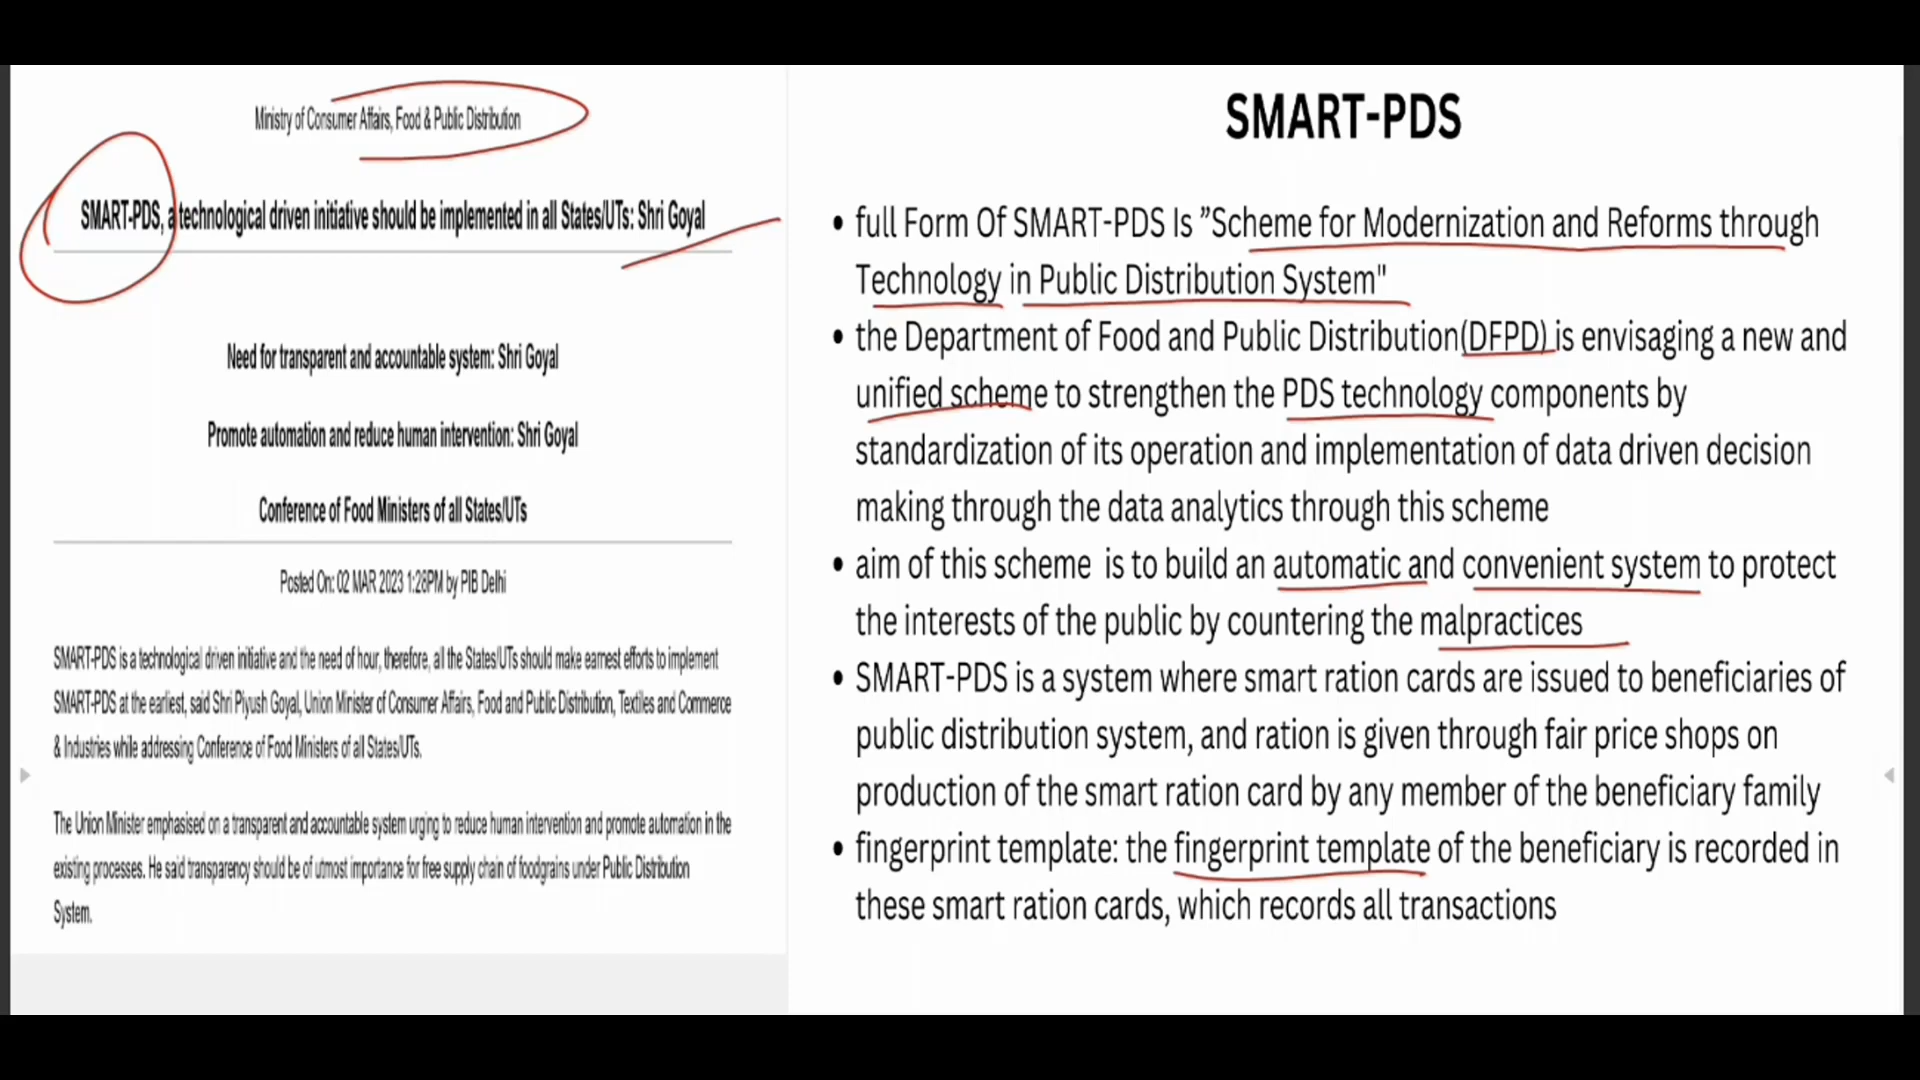 Ministry of Consumer Affairs, Food & Public Distribution
SMART-PDS, a technological driven initiative should be implemented in all States/UTs: Shri Goyal
Need for transparent and accountable system: Shri Goyal
Promote automation and reduce human intervention: Shri Goyal
Conference of Food Ministers of all States/UTs
Posted On: 02 MAR 2023 1:28PM by PIB Delhi
SMART-PDS is a technological driven initiative and the need of hour, therefore, all the States/UTs should make earnest efforts to implement
SMART-PDS at the earliest, said Shri Piyush Goyal, Union Minister of Consumer Affairs, Food and Public Distribution, Textiles and Commerce
& Industries while addressing Conference of Food Ministers of all States/UTs.
The Union Minister emphasised on a transparent and accountable system urging to reduce human intervention and promote automation in the
existing processes. He said transparency should be of utmost importance for free supply chain of foodgrains under Public Distribution
System.
SMART-PDS
• full Form Of SMART-PDS Is ”Scheme for Modernization and Reforms through
Technology in Public Distribution System"
• the Department of Food and Public Distribution(DFPD) is envisaging a new and
unified scheme to strengthen the PDS technology components by
standardization of its operation and implementation of data driven decision
making through the data analytics through this scheme
• aim of this scheme is to build an automatic and convenient system to protect
the interests of the public by countering the malpractices
• SMART-PDS is a system where smart ration cards are issued to beneficiaries of
public distribution system, and ration is given through fair price shops on
production of the smart ration card by any member of the beneficiary family
• fingerprint template: the fingerprint template of the beneficiary is recorded in
these smart ration cards, which records all transactions